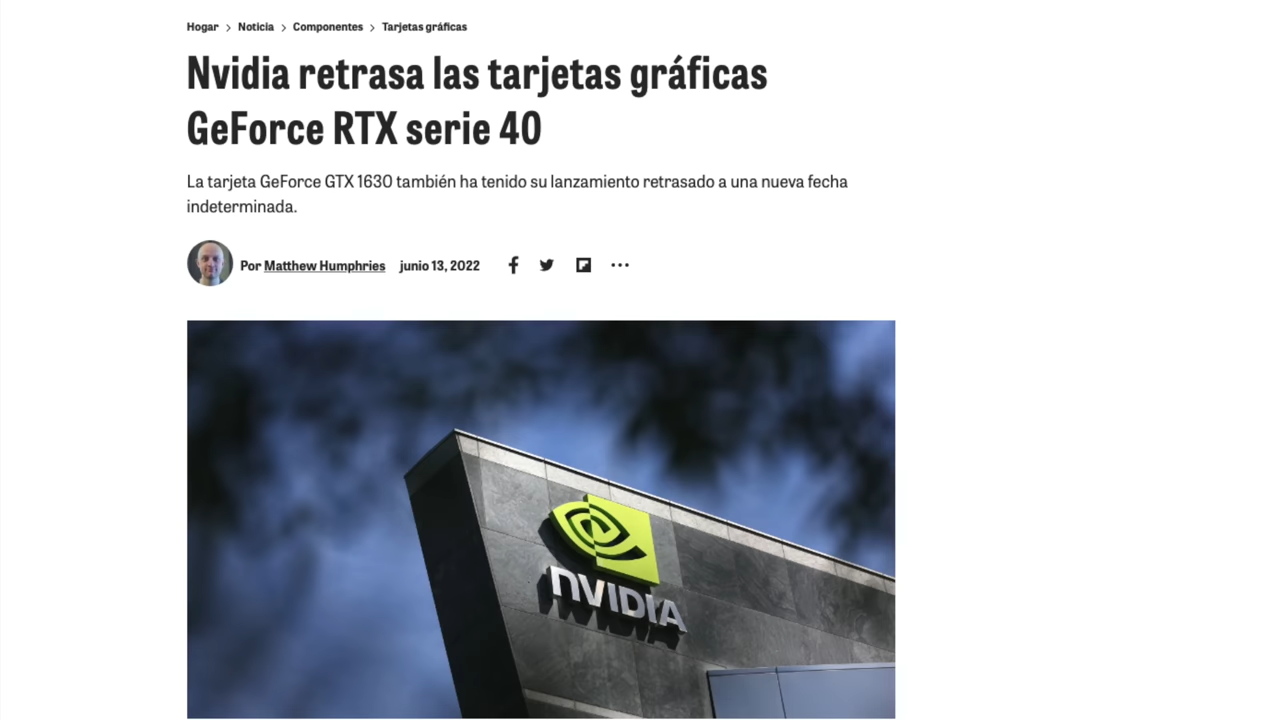 Hogar > Noticia > Componentes > Tarjetas gráficas
Nvidia retrasa las tarjetas gráficas
GeForce RTX serie 40
La tarjeta GeForce GTX 1630 también ha tenido su lanzamiento retrasado a una nueva fecha
indeterminada.
Por Matthew Humphries junio 13, 2022
NVIDIA